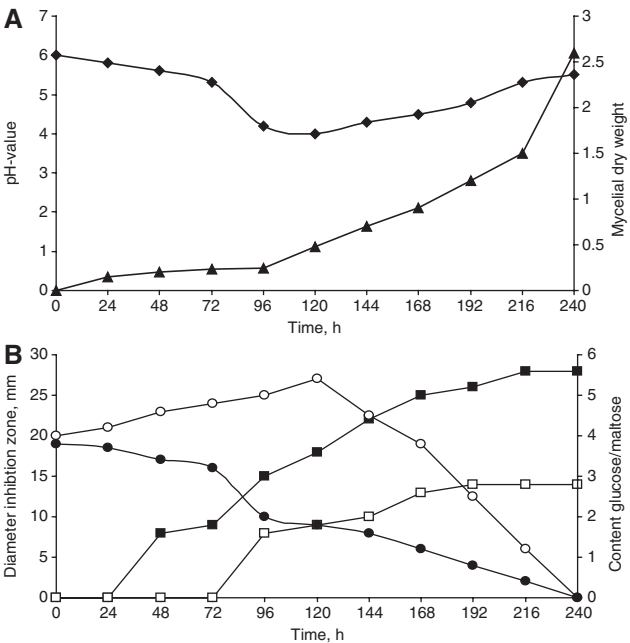 A
7
6
5
4
3
2
1
0
pH-value
3
2.5
2
1.5
1
0.5
0
Mycelial dry weight
0 24 48 72 96 120 144 168 192 216 240
Time, h
B
30
25
20
15
10
5
0
Diameter inhibtion zone, mm
6
5
4
3
2
1
0
Content glucose/maltose
0 24 48 72 96 120 144 168 192 216 240
Time, h